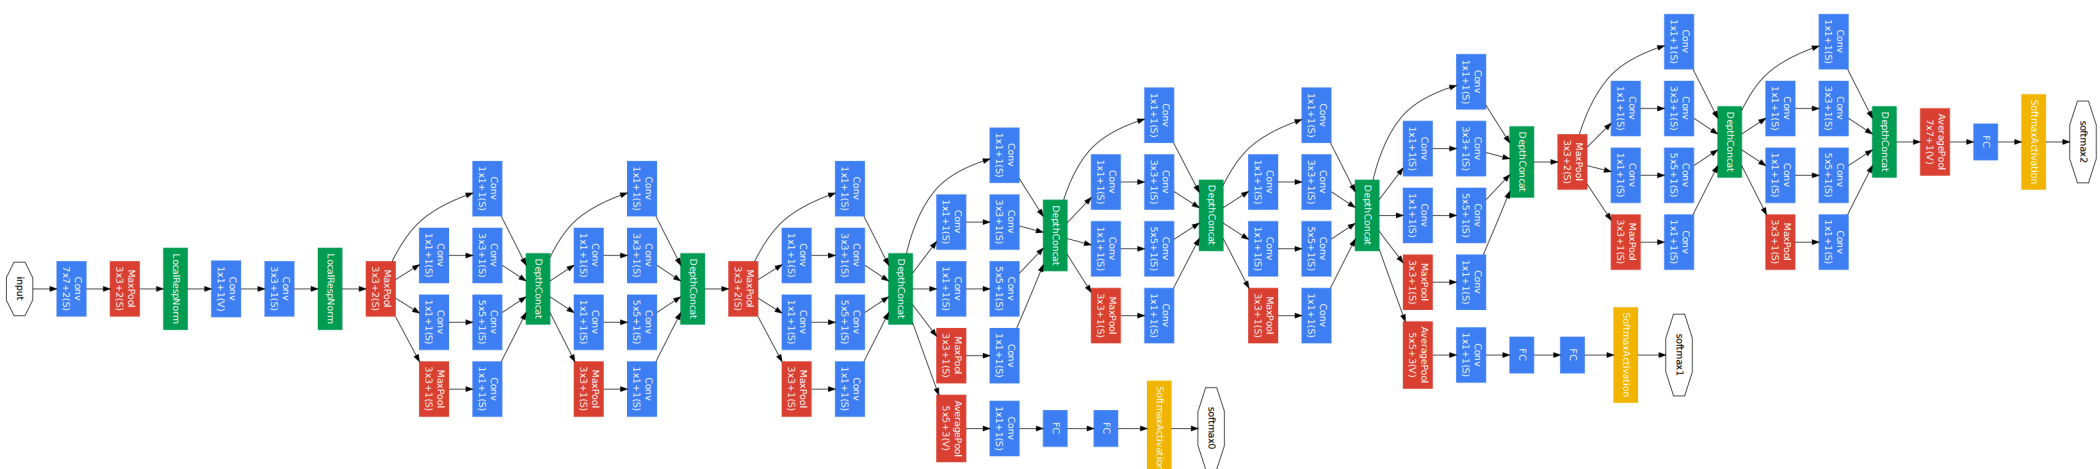 input
Conv
7x7+2(S)
MaxPool
3x3+2(S)
LocalRespNorm
Conv
1x1+1(V)
Conv
3x3+1(S)
LocalRespNorm
MaxPool
3x3+2(S)
Conv
1x1+1(S)
Conv
1x1+1(S)
MaxPool
3x3+1(S)
Conv
1x1+1(S)
Conv
3x3+1(S)
Conv
5x5+1(S)
Conv
1x1+1(S)
DepthConcat
Conv
1x1+1(S)
Conv
1x1+1(S)
MaxPool
3x3+1(S)
Conv
1x1+1(S)
Conv
3x3+1(S)
Conv
5x5+1(S)
Conv
1x1+1(S)
DepthConcat
MaxPool
3x3+2(S)
Conv
1x1+1(S)
Conv
1x1+1(S)
MaxPool
3x3+1(S)
Conv
1x1+1(S)
Conv
3x3+1(S)
Conv
5x5+1(S)
Conv
1x1+1(S)
DepthConcat
Conv
1x1+1(S)
Conv
1x1+1(S)
MaxPool
3x3+1(S)
AveragePool
5x5+3(V)
Conv
1x1+1(S)
Conv
3x3+1(S)
Conv
5x5+1(S)
Conv
1x1+1(S)
Conv
1x1+1(S)
DepthConcat
FC
Conv
1x1+1(S)
Conv
1x1+1(S)
MaxPool
3x3+1(S)
FC
Conv
1x1+1(S)
Conv
3x3+1(S)
Conv
5x5+1(S)
Conv
1x1+1(S)
SoftmaxActivation
DepthConcat
softmax0
Conv
1x1+1(S)
Conv
1x1+1(S)
MaxPool
3x3+1(S)
Conv
1x1+1(S)
Conv
3x3+1(S)
Conv
5x5+1(S)
Conv
1x1+1(S)
DepthConcat
Conv
1x1+1(S)
Conv
1x1+1(S)
MaxPool
3x3+1(S)
AveragePool
5x5+3(V)
Conv
1x1+1(S)
Conv
3x3+1(S)
Conv
5x5+1(S)
Conv
1x1+1(S)
Conv
1x1+1(S)
DepthConcat
FC
MaxPool
3x3+2(S)
FC
Conv
1x1+1(S)
Conv
1x1+1(S)
MaxPool
3x3+1(S)
SoftmaxActivation
Conv
1x1+1(S)
Conv
3x3+1(S)
Conv
5x5+1(S)
Conv
1x1+1(S)
softmax1
DepthConcat
Conv
1x1+1(S)
Conv
1x1+1(S)
MaxPool
3x3+1(S)
Conv
1x1+1(S)
Conv
3x3+1(S)
Conv
5x5+1(S)
Conv
1x1+1(S)
DepthConcat
AveragePool
7x7+1(V)
FC
SoftmaxActivation
softmax2